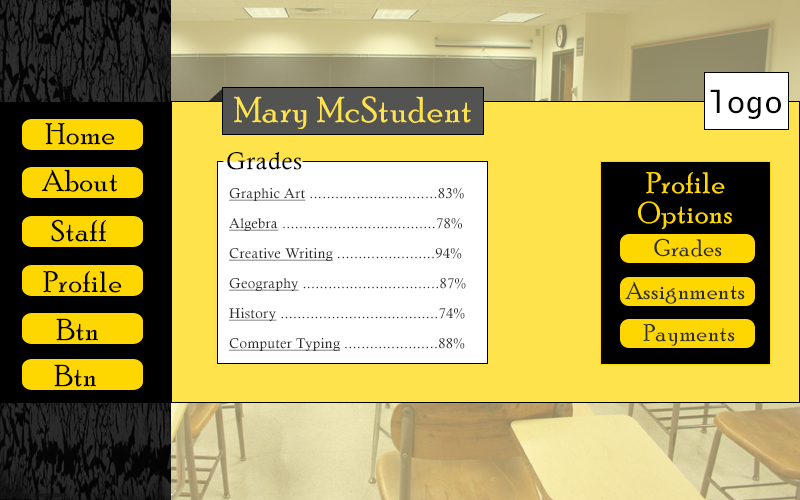 Mary McStudent
logo
Home
About
Staff
Profile
Btn
Btn
Grades
Graphic Art ..............................83%
Algebra ....................................78%
Creative Writing .......................94%
Geography ................................87%
History .....................................74%
Computer Typing ......................88%
Profile
Options
Grades
Assignments
Payments